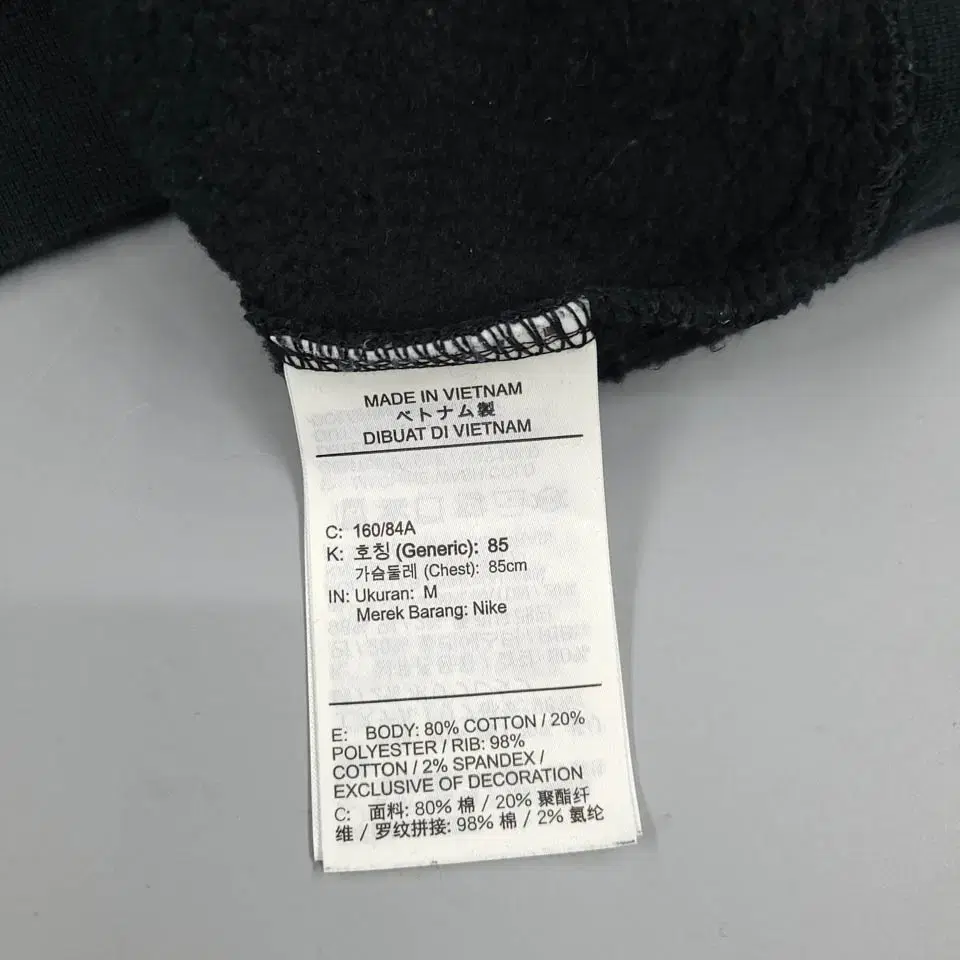 MADE IN VIETNAM
ベトナム製
DIBUAT DI VIETNAM
C: 160/84A
K: 호칭 (Generic): 85
가슴둘레 (Chest): 85cm
IN: Ukuran: M
Merek Barang: Nike
E: BODY: 80% COTTON / 20%
POLYESTER / RIB: 98%
COTTON / 2% SPANDEX /
EXCLUSIVE OF DECORATION
C: 面料: 80% 棉 / 20% 聚酯纤
维 / 罗纹拼接: 98% 棉 / 2% 氨纶